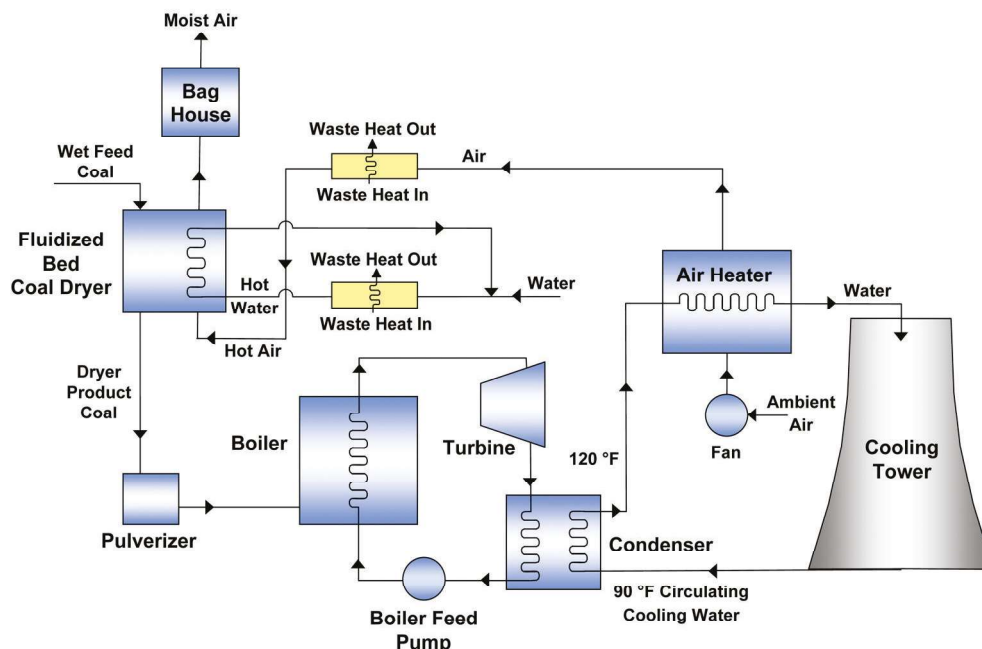 Moist Air
Bag
House
Wet Feed
Coal
Waste Heat Out
Air
Waste Heat In
Fluidized
Bed
Coal Dryer
Waste Heat Out
Hot
Water
Water
Waste Heat In
Hot Air
Air Heater
Water
Dryer
Product
Coal
Boiler
Turbine
120 °F
Ambient
Air
Fan
Cooling
Tower
Pulverizer
Condenser
90 °F Circulating
Cooling Water
Boiler Feed
Pump